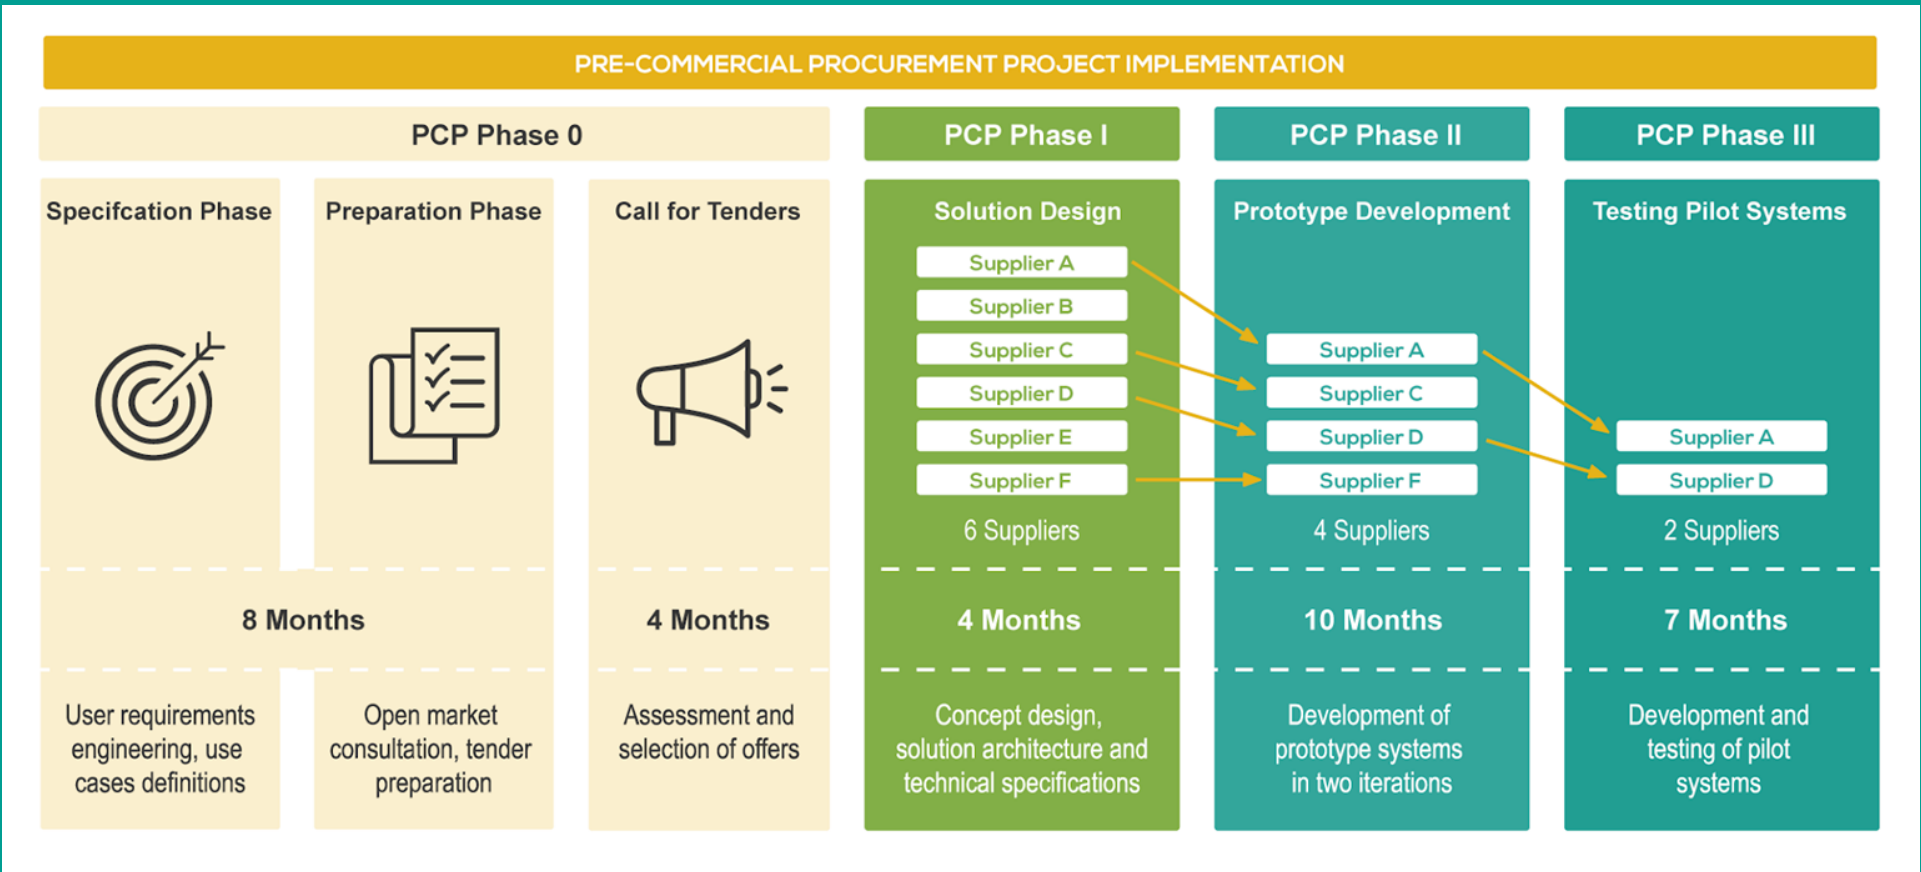 PRE-COMMERCIAL PROCUREMENT PROJECT IMPLEMENTATION
PCP Phase 0
Specifcation Phase
Preparation Phase
Call for Tenders
8 Months
4 Months
User requirements
engineering, use
cases definitions
Open market
consultation, tender
preparation
Assessment and
selection of offers
PCP Phase I
Solution Design
Supplier A
Supplier B
Supplier C
Supplier D
Supplier E
Supplier F
6 Suppliers
4 Months
Concept design,
solution architecture and
technical specifications
PCP Phase II
Prototype Development
Supplier A
Supplier C
Supplier D
Supplier F
4 Suppliers
10 Months
Development of
prototype systems
in two iterations
PCP Phase III
Testing Pilot Systems
Supplier A
Supplier D
2 Suppliers
7 Months
Development and
testing of pilot
systems